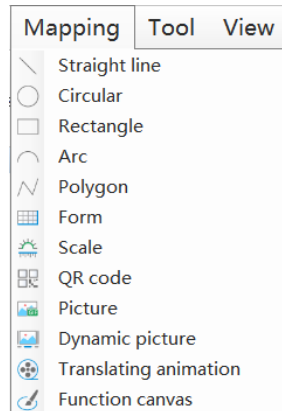 Mapping Tool View
Straight line
Circular
Rectangle
Arc
Polygon
Form
Scale
QR code
Picture
Dynamic picture
Translating animation
Function canvas